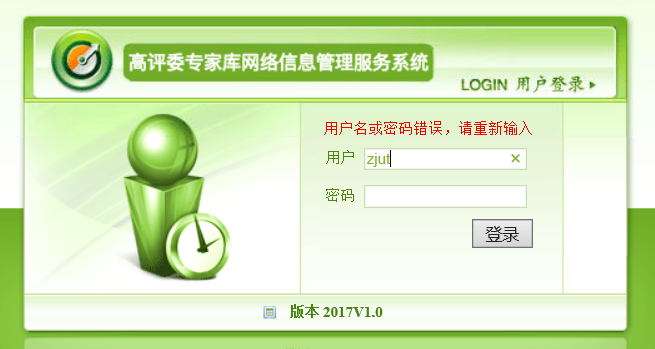 高评委专家库网络信息管理服务系统
LOGIN 用户登录
用户名或密码错误，请重新输入
用户 zjut
密码
登录
版本 2017V1.0